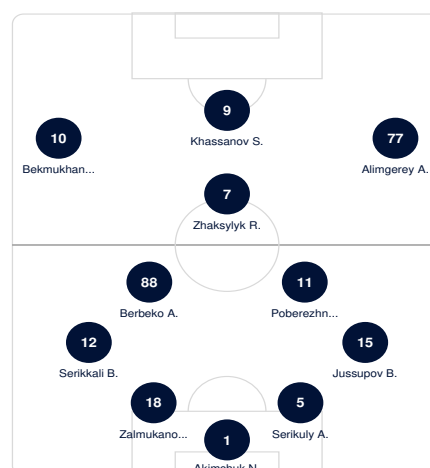 9
Khassanov S.
10
Bekmukhan...
77
Alimgerey A.
7
Zhaksylyk R.
88
Berbeko A.
11
Poberezhn...
12
Serikkali B.
15
Jussupov B.
18
Zalmukano...
5
Serikuly A.
1
Akimchuk N.